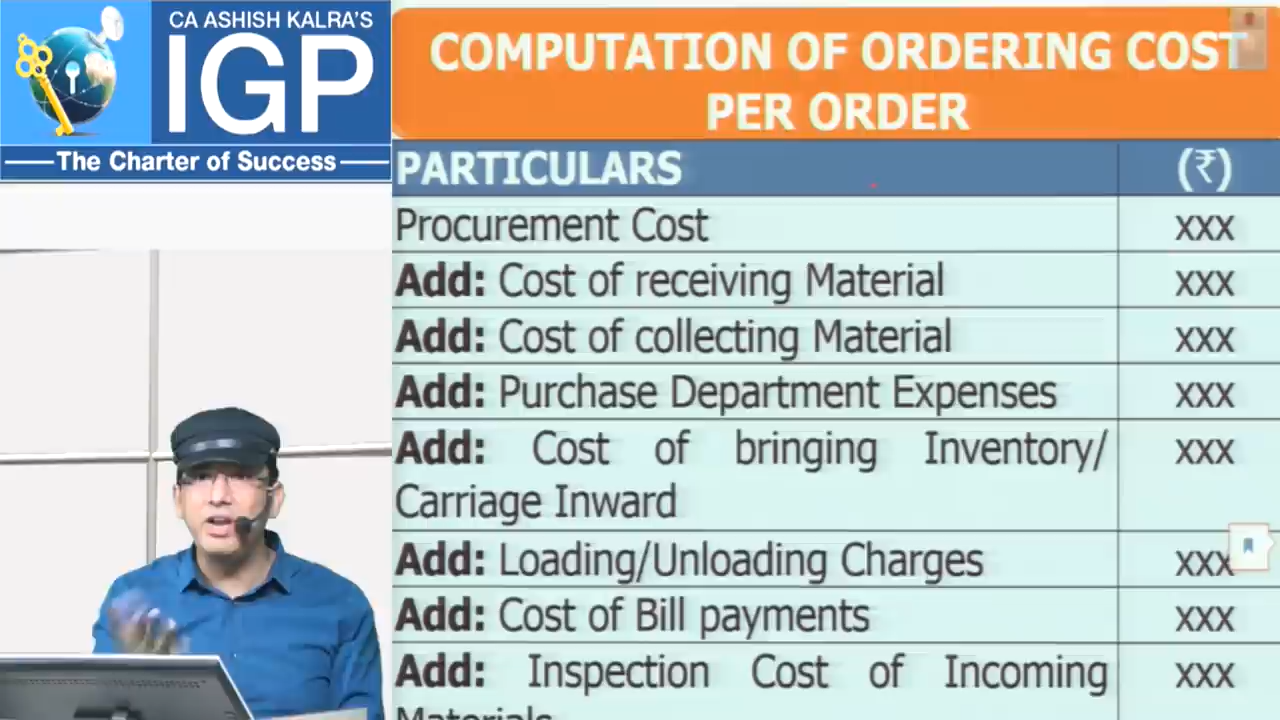 CA ASHISH KALRA'S
IGP
The Charter of Success
COMPUTATION OF ORDERING COST
PER ORDER
PARTICULARS (₹)
Procurement Cost xxx
Add: Cost of receiving Material xxx
Add: Cost of collecting Material xxx
Add: Purchase Department Expenses xxx
Add: Cost of bringing Inventory/ xxx
Carriage Inward
Add: Loading/Unloading Charges xxx
Add: Cost of Bill payments xxx
Add: Inspection Cost of Incoming xxx
Materials